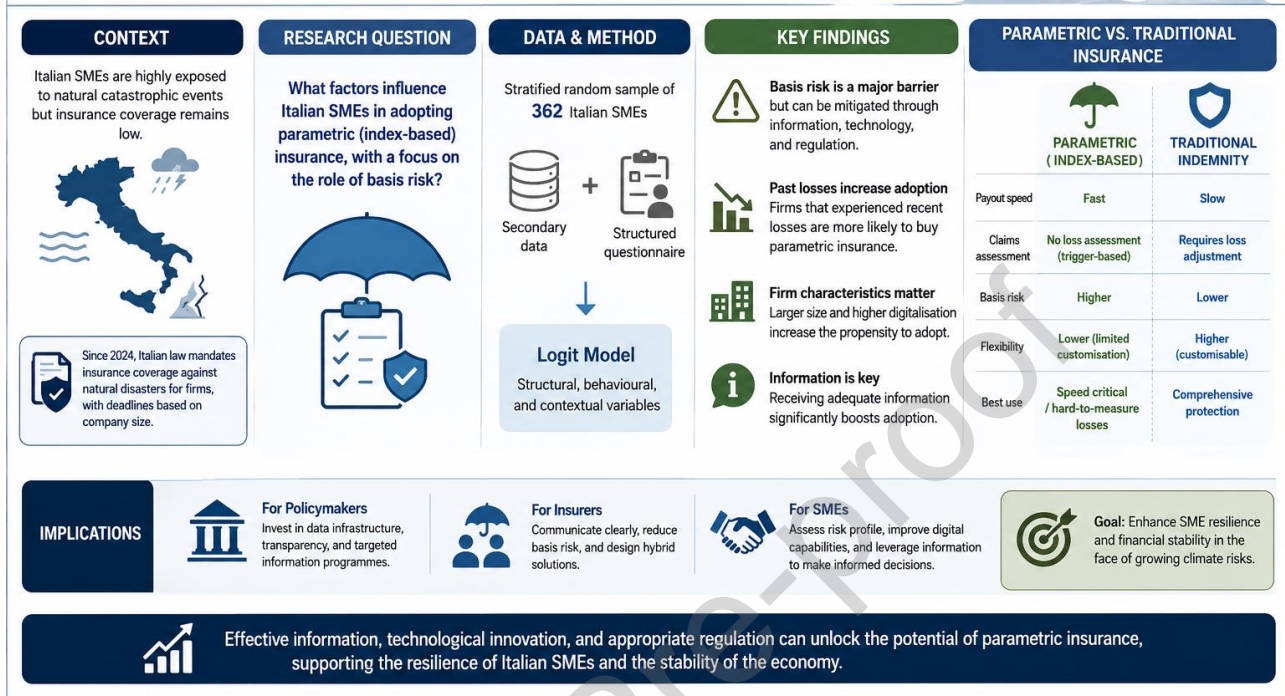 CONTEXT
Italian SMEs are highly exposed
to natural catastrophic events
but insurance coverage remains
low.
Since 2024, Italian law mandates
insurance coverage against
natural disasters for firms,
with deadlines based on
company size.
RESEARCH QUESTION
What factors influence
Italian SMEs in adopting
parametric (index-based)
insurance, with a focus on
the role of basis risk?
DATA & METHOD
Stratified random sample of
362 Italian SMEs
Secondary
data
+
Structured
questionnaire
Logit Model
Structural, behavioural,
and contextual variables
KEY FINDINGS
Basis risk is a major barrier
but can be mitigated through
information, technology,
and regulation.
Past losses increase adoption
Firms that experienced recent
losses are more likely to buy
parametric insurance.
Firm characteristics matter
Larger size and higher digitalisation
increase the propensity to adopt.
i
Information is key
Receiving adequate information
significantly boosts adoption.
PARAMETRIC VS. TRADITIONAL
INSURANCE
PARAMETRIC
(INDEX-BASED)
TRADITIONAL
INDEMNITY
Payout speed
Fast
Slow
Claims
assessment
No loss assessment
(trigger-based)
Requires loss
adjustment
Basis risk
Higher
Lower
Flexibility
Lower (limited
customisation)
Higher
(customisable)
Best use
Speed critical
/ hard-to-measure
losses
Comprehensive
protection
IMPLICATIONS
For Policymakers
Invest in data infrastructure,
transparency, and targeted
information programmes.
For Insurers
Communicate clearly, reduce
basis risk, and design hybrid
solutions.
For SMEs
Assess risk profile, improve digital
capabilities, and leverage information
to make informed decisions.
Goal: Enhance SME resilience
and financial stability in the
face of growing climate risks.
Effective information, technological innovation, and appropriate regulation can unlock the potential of parametric insurance,
supporting the resilience of Italian SMEs and the stability of the economy.
re-proof